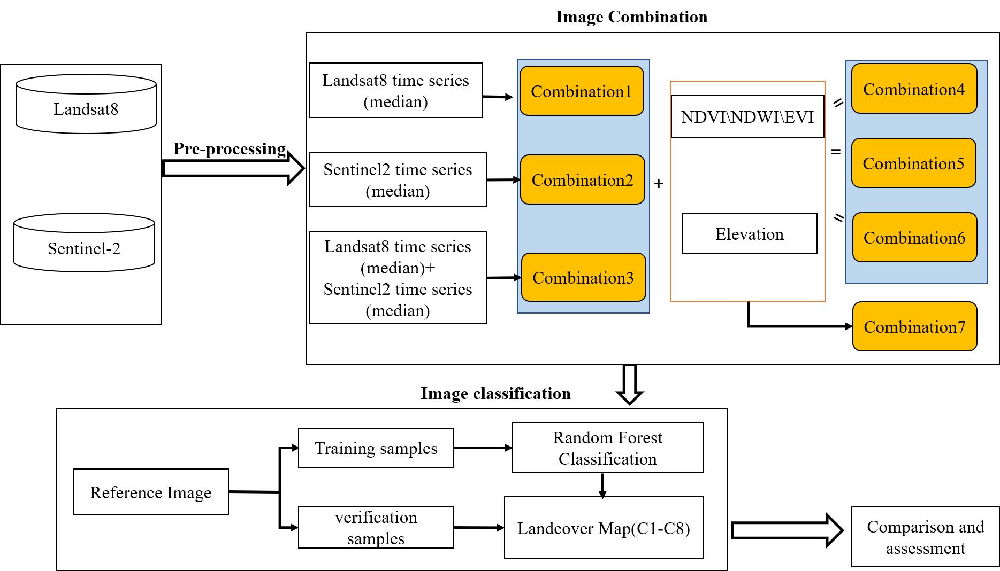 Image Combination
Landsat8
Sentinel-2
Pre-processing
Landsat8 time series
(median)
Sentinel2 time series
(median)
Landsat8 time series
(median)+
Sentinel2 time series
(median)
Combination1
Combination2
Combination3
+
NDVI\NDWI\EVI
Elevation
=
=
=
Combination4
Combination5
Combination6
Combination7
Image classification
Reference Image
Training samples
verification
samples
Random Forest
Classification
Landcover Map(C1-C8)
Comparison and
assessment